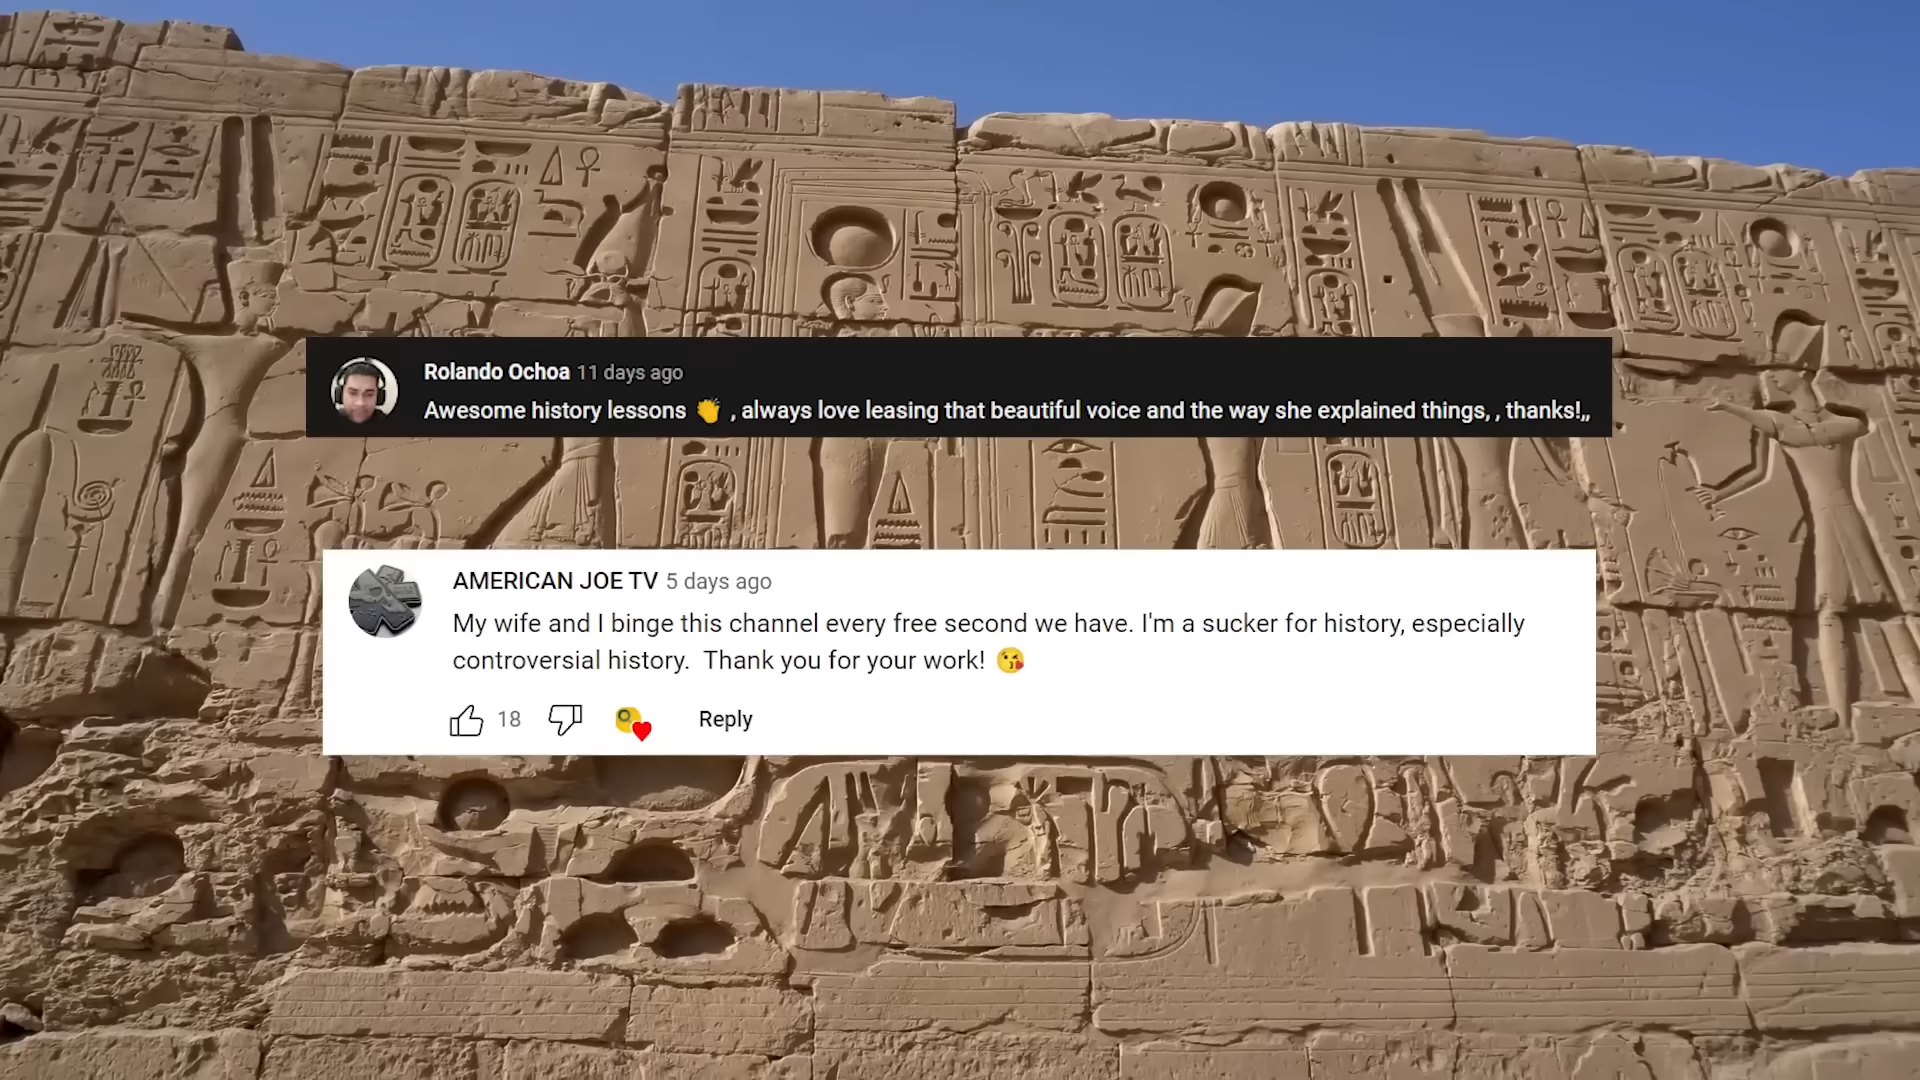 Rolando Ochoa 11 days ago
Awesome history lessons 👏 , always love leasing that beautiful voice and the way she explained things, , thanks!,,
AMERICAN JOE TV 5 days ago
My wife and I binge this channel every free second we have. I'm a sucker for history, especially
controversial history.  Thank you for your work! 😘
18 Reply